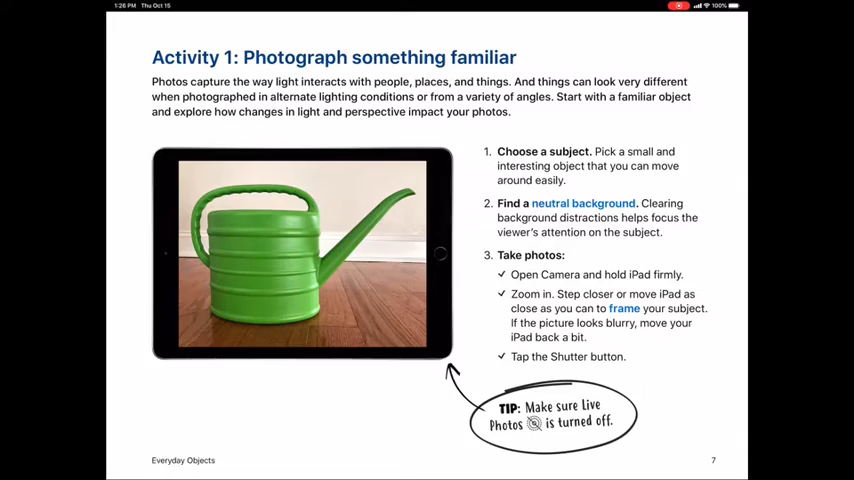 1:26 PM Thu Oct 15
100%
Activity 1: Photograph something familiar
Photos capture the way light interacts with people, places, and things. And things can look very different
when photographed in alternate lighting conditions or from a variety of angles. Start with a familiar object
and explore how changes in light and perspective impact your photos.
1. Choose a subject. Pick a small and
interesting object that you can move
around easily.
2. Find a neutral background. Clearing
background distractions helps focus the
viewer's attention on the subject.
3. Take photos:
✓ Open Camera and hold iPad firmly.
✓ Zoom in. Step closer or move iPad as
close as you can to frame your subject.
If the picture looks blurry, move your
iPad back a bit.
✓ Tap the Shutter button.
TIP: Make sure Live
Photos is turned off.
Everyday Objects
7